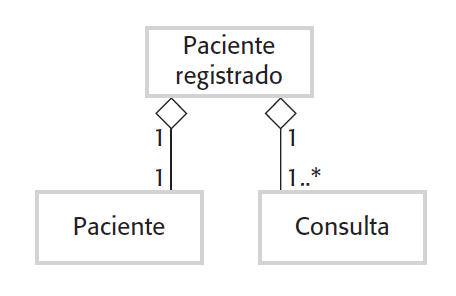 Paciente
registrado
1
1
1
1..*
Paciente
Consulta